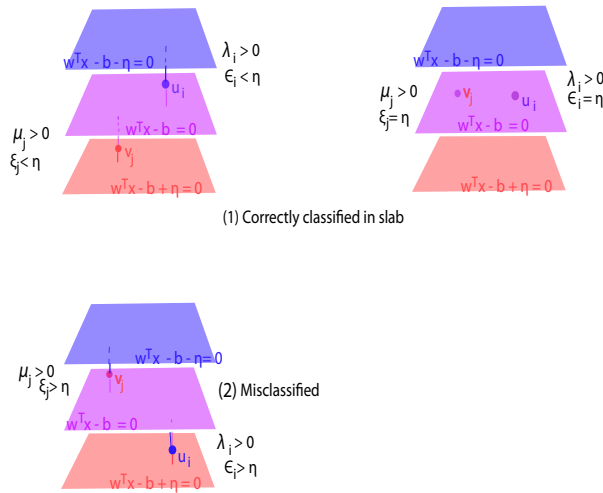 wᵀx - b - η = 0
λᵢ > 0
ϵᵢ < η
uᵢ
μⱼ > 0
ξⱼ < η
wᵀx - b = 0
vⱼ
wᵀx - b + η = 0
wᵀx - b - η = 0
μⱼ > 0
ξⱼ = η
vⱼ
uᵢ
λᵢ > 0
ϵᵢ = η
wᵀx - b = 0
wᵀx - b + η = 0
(1) Correctly classified in slab
wᵀx - b - η = 0
μⱼ > 0
ξⱼ > η
vⱼ
(2) Misclassified
wᵀx - b = 0
λᵢ > 0
ϵᵢ > η
uᵢ
wᵀx - b + η = 0